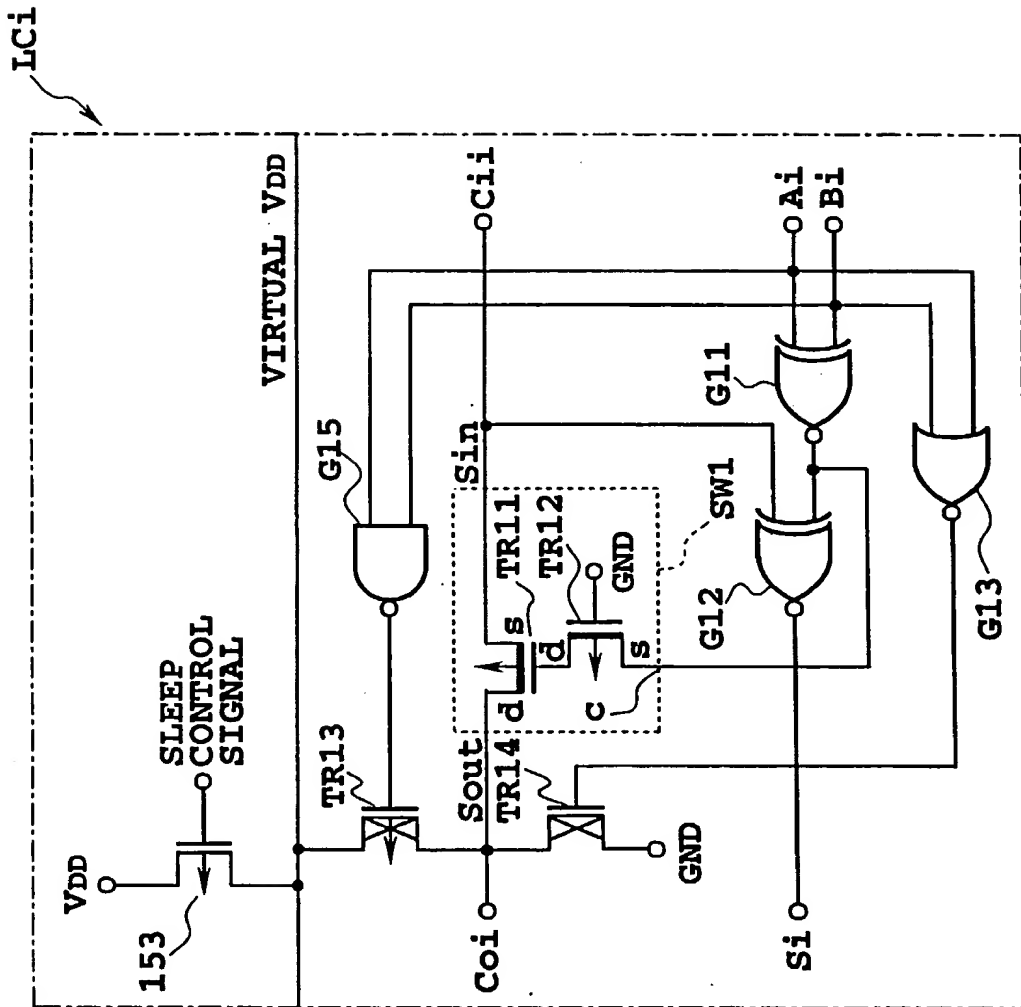 LCi
VDD
SLEEP
CONTROL
SIGNAL
153
VIRTUAL VDD
TR13
G15
Coi
Sout
Sin
Cii
d
s
TR11
TR12
d
c
s
GND
TR14
GND
SW1
G11
G12
Ai
Bi
Si
G13